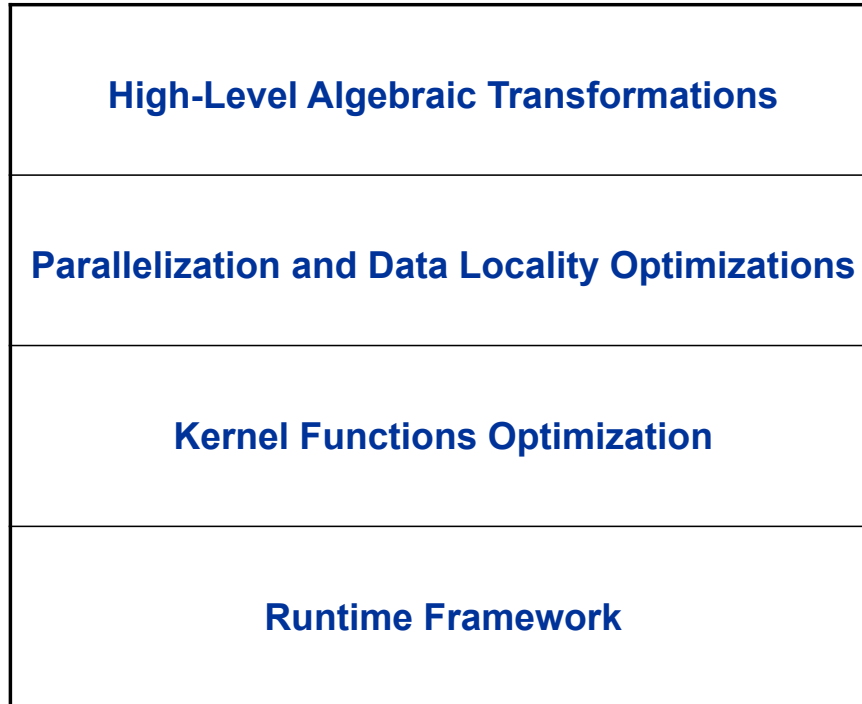 High-Level Algebraic Transformations
Parallelization and Data Locality Optimizations
Kernel Functions Optimization
Runtime Framework